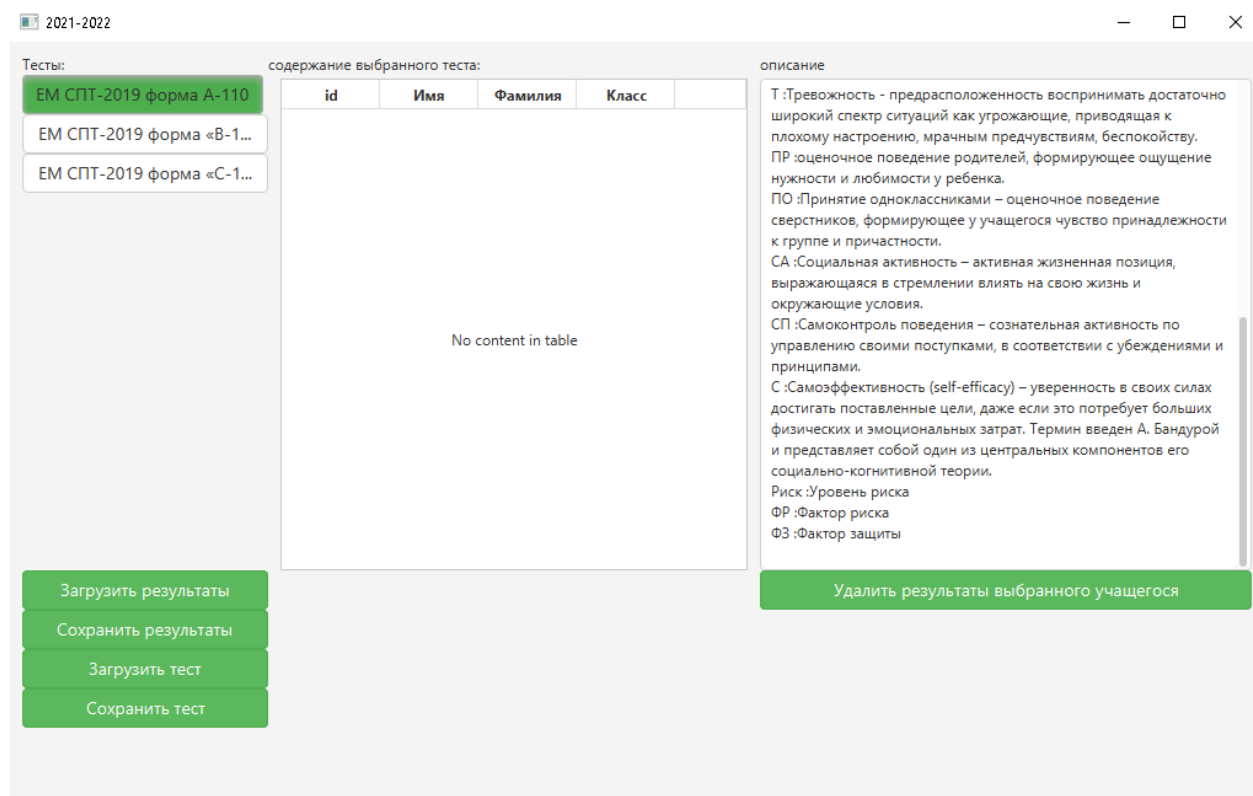 2021-2022
Тесты:
ЕМ СПТ-2019 форма А-110
ЕМ СПТ-2019 форма «В-1...
ЕМ СПТ-2019 форма «С-1...
содержание выбранного теста:
id Имя Фамилия Класс
No content in table
описание
Т :Тревожность - предрасположенность воспринимать достаточно
широкий спектр ситуаций как угрожающие, приводящая к
плохому настроению, мрачным предчувствиям, беспокойству.
ПР :оценочное поведение родителей, формирующее ощущение
нужности и любимости у ребенка.
ПО :Принятие одноклассниками – оценочное поведение
сверстников, формирующее у учащегося чувство принадлежности
к группе и причастности.
СА :Социальная активность – активная жизненная позиция,
выражающаяся в стремлении влиять на свою жизнь и
окружающие условия.
СП :Самоконтроль поведения – сознательная активность по
управлению своими поступками, в соответствии с убеждениями и
принципами.
С :Самоэффективность (self-efficacy) – уверенность в своих силах
достигать поставленные цели, даже если это потребует больших
физических и эмоциональных затрат. Термин введен А. Бандурой
и представляет собой один из центральных компонентов его
социально-когнитивной теории.
Риск :Уровень риска
ФР :Фактор риска
ФЗ :Фактор защиты
Загрузить результаты
Сохранить результаты
Загрузить тест
Сохранить тест
Удалить результаты выбранного учащегося